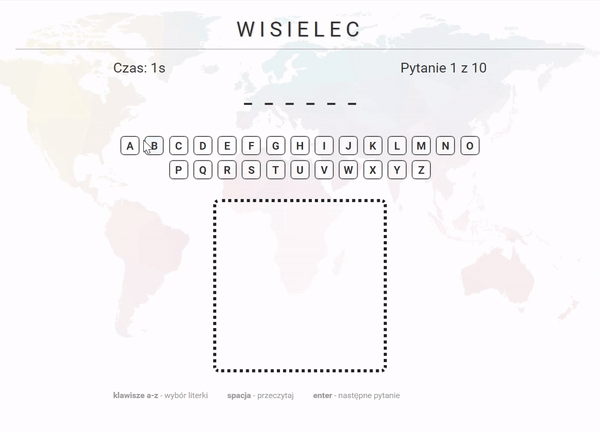 WISIELEC
Czas: 1s
Pytanie 1 z 10
_ _ _ _ _ _
A B C D E F G H I J K L M N O
P Q R S T U V W X Y Z
klawisze a-z - wybór literki spacja - przeczytaj enter - następne pytanie